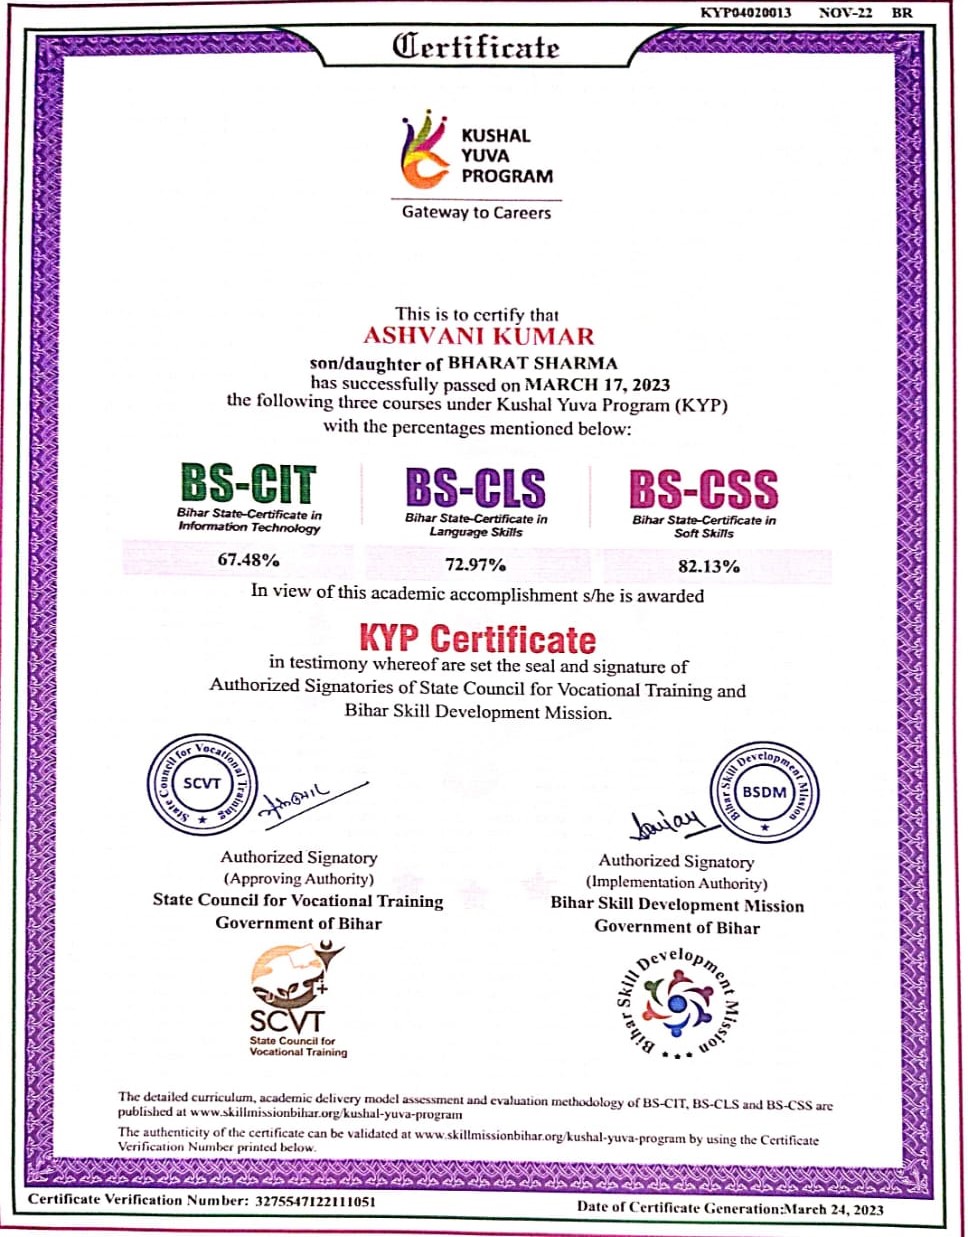 KYP04020013 NOV-22 BR
Certificate
KUSHAL
YUVA
PROGRAM
Gateway to Careers
This is to certify that
ASHVANI KUMAR
son/daughter of BHARAT SHARMA
has successfully passed on MARCH 17, 2023
the following three courses under Kushal Yuva Program (KYP)
with the percentages mentioned below:
BS-CIT
Bihar State-Certificate in
Information Technology
67.48%
BS-CLS
Bihar State-Certificate in
Language Skills
72.97%
BS-CSS
Bihar State-Certificate in
Soft Skills
82.13%
In view of this academic accomplishment s/he is awarded
KYP Certificate
in testimony whereof are set the seal and signature of
Authorized Signatories of State Council for Vocational Training and
Bihar Skill Development Mission.
State Council for Vocational Training
SCVT
Bihar Skill Development Mission
BSDM
Sanjay
Authorized Signatory
(Approving Authority)
State Council for Vocational Training
Government of Bihar
Authorized Signatory
(Implementation Authority)
Bihar Skill Development Mission
Government of Bihar
SCVT
State Council for
Vocational Training
Bihar Skill Development Mission
The detailed curriculum, academic delivery model assessment and evaluation methodology of BS-CIT, BS-CLS and BS-CSS are
published at www.skillmissionbihar.org/kushal-yuva-program
The authenticity of the certificate can be validated at www.skillmissionbihar.org/kushal-yuva-program by using the Certificate
Verification Number printed below.
Certificate Verification Number: 3275547122111051
Date of Certificate Generation:March 24, 2023